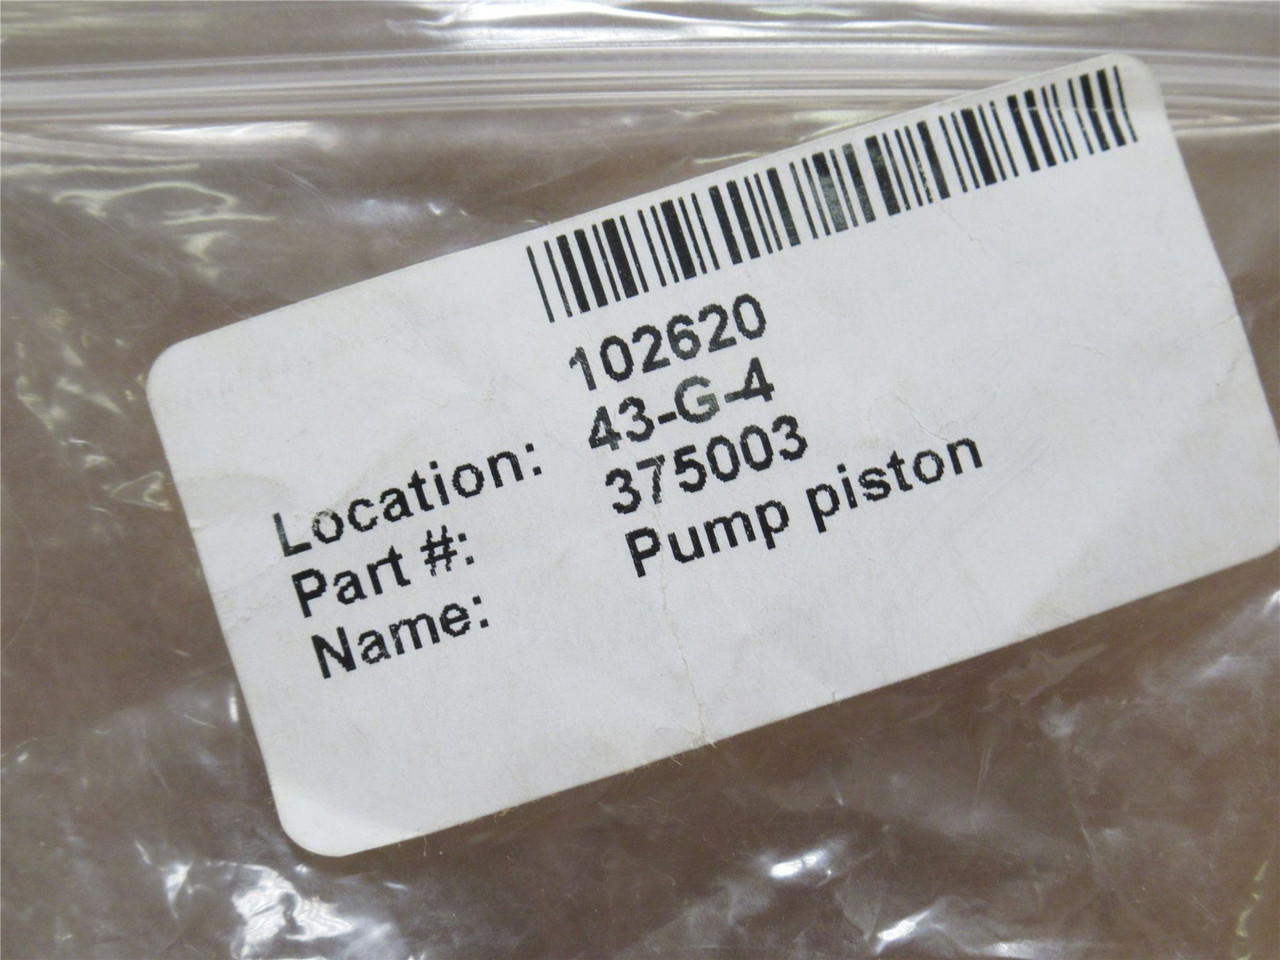 102620
Location: 43-G-4
Part #: 375003
Name: Pump piston